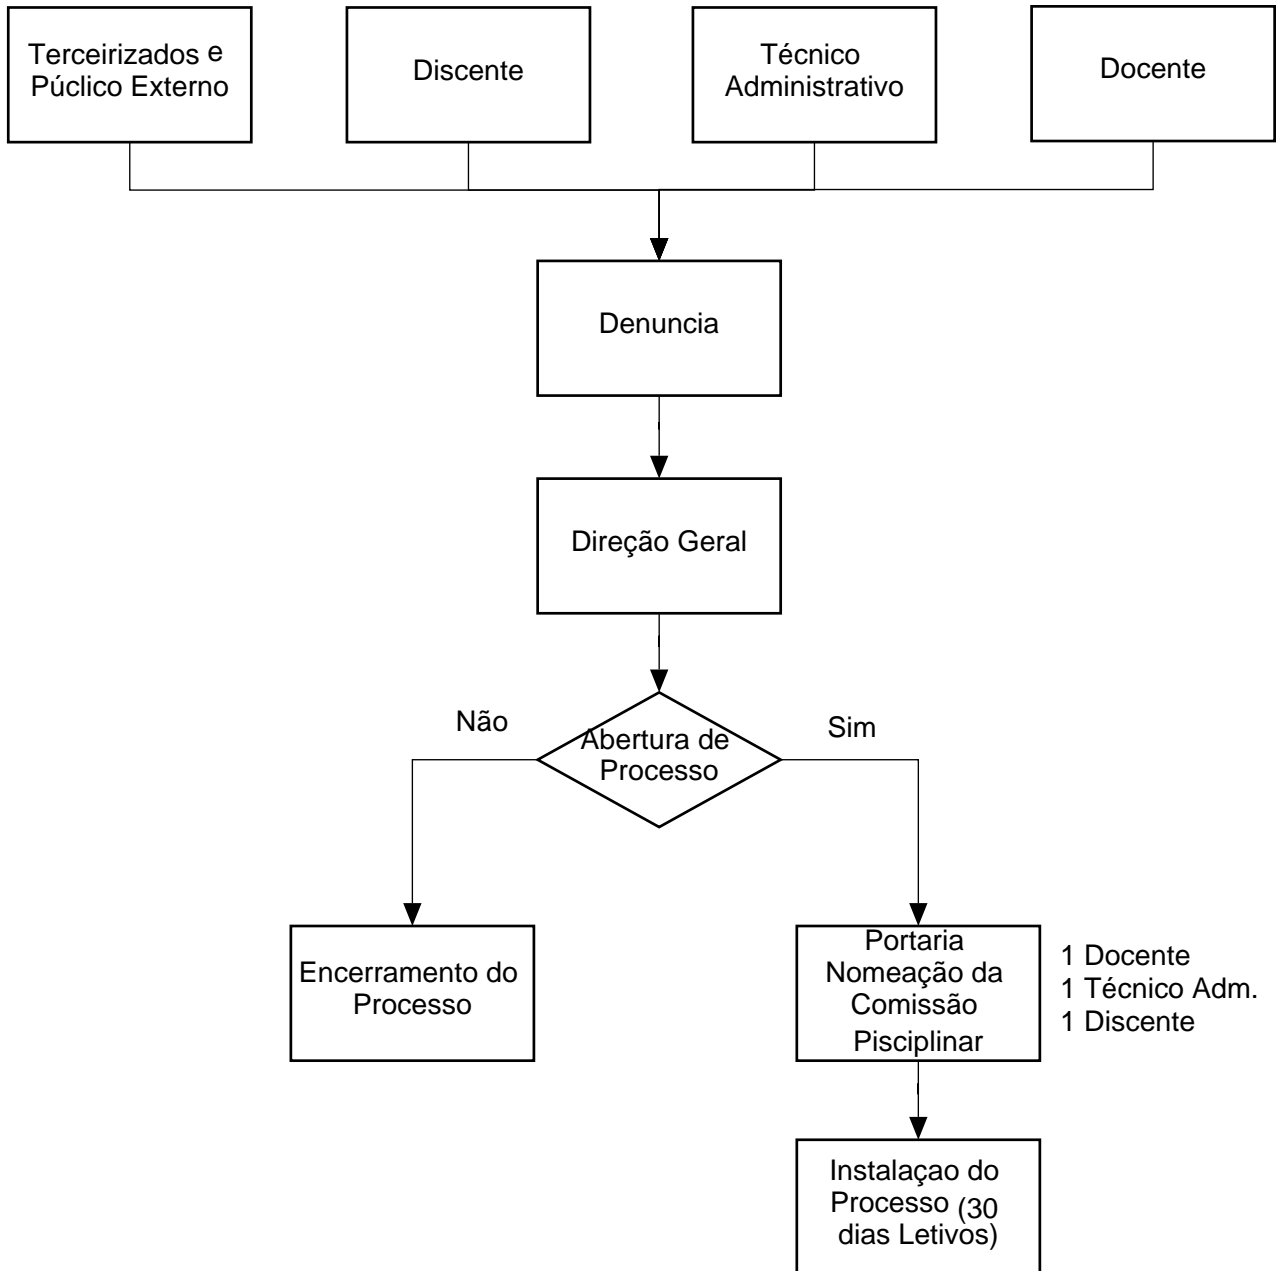 Terceirizados e
Púclico Externo
Discente
Técnico
Administrativo
Docente
Denuncia
Direção Geral
Não
Abertura de
Processo
Sim
Encerramento do
Processo
Portaria
Nomeação da
Comissão
Pisciplinar
1 Docente
1 Técnico Adm.
1 Discente
Instalaçao do
Processo (30
dias Letivos)